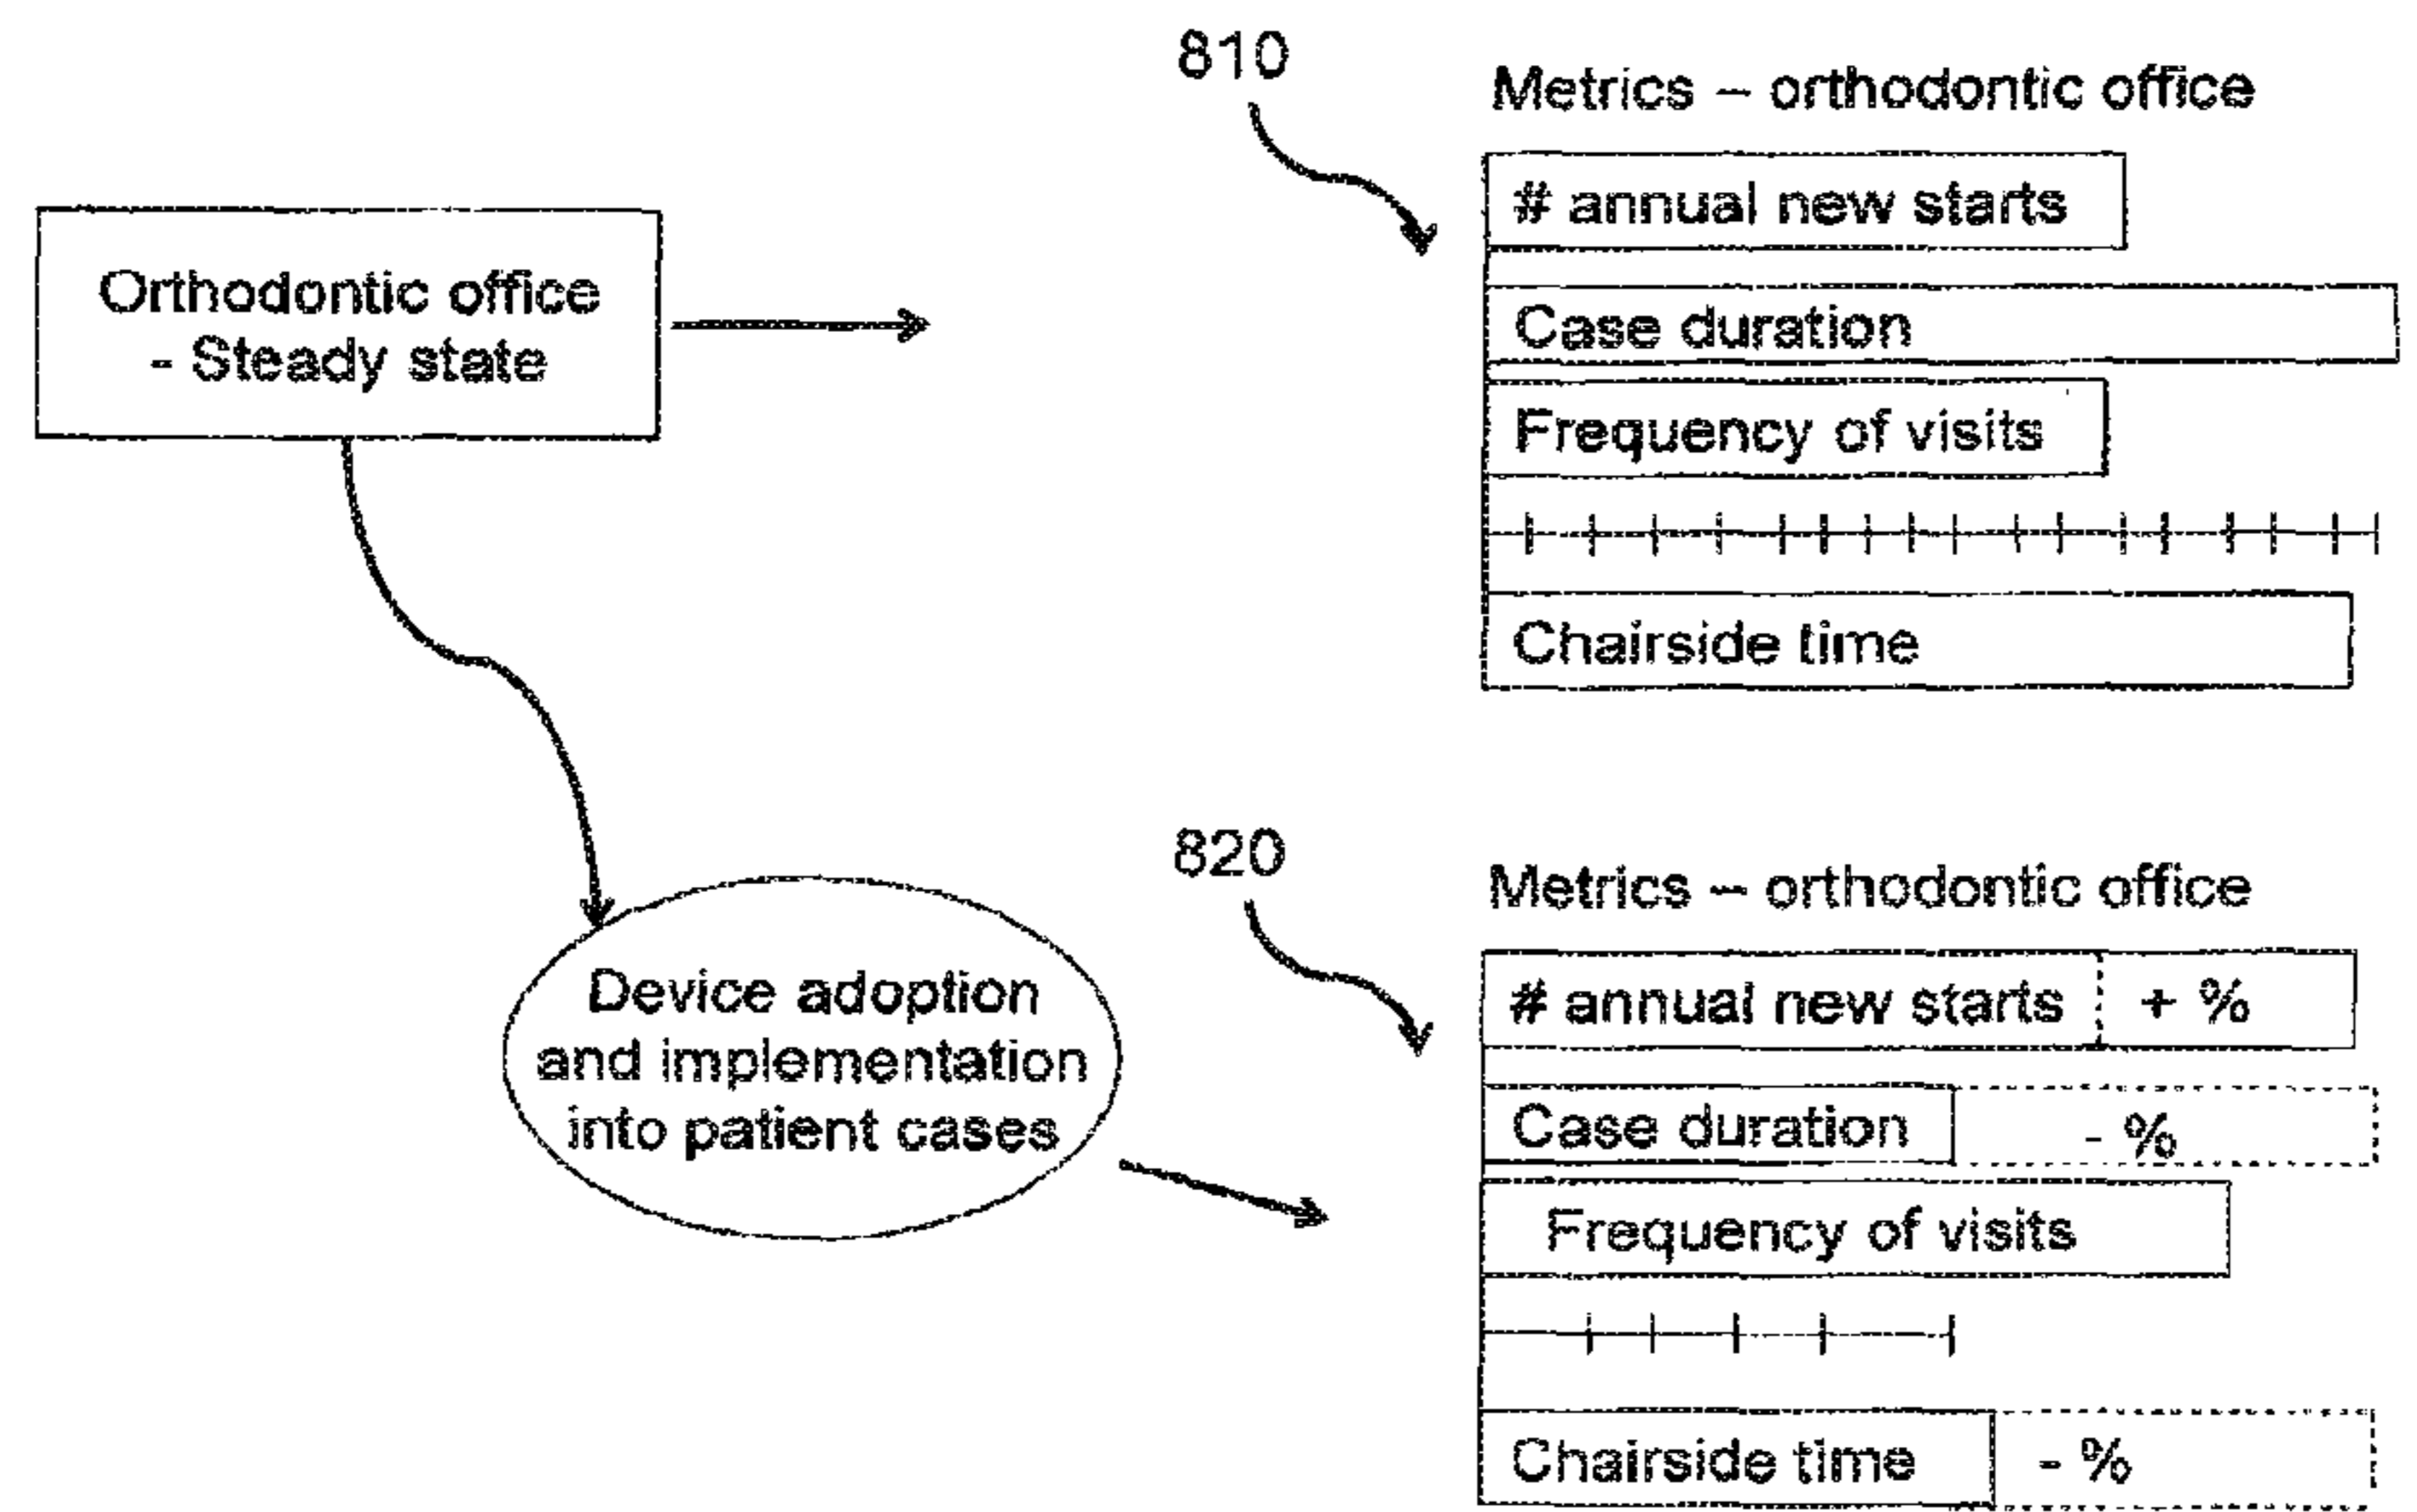 810
Metrics – orthodontic office
# annual new starts
Orthodontic office
- Steady state
Case duration
Frequency of visits
Chairside time
820
Metrics – orthodontic office
# annual new starts + %
Device adoption
and implementation
into patient cases
Case duration - %
Frequency of visits
Chairside time - %